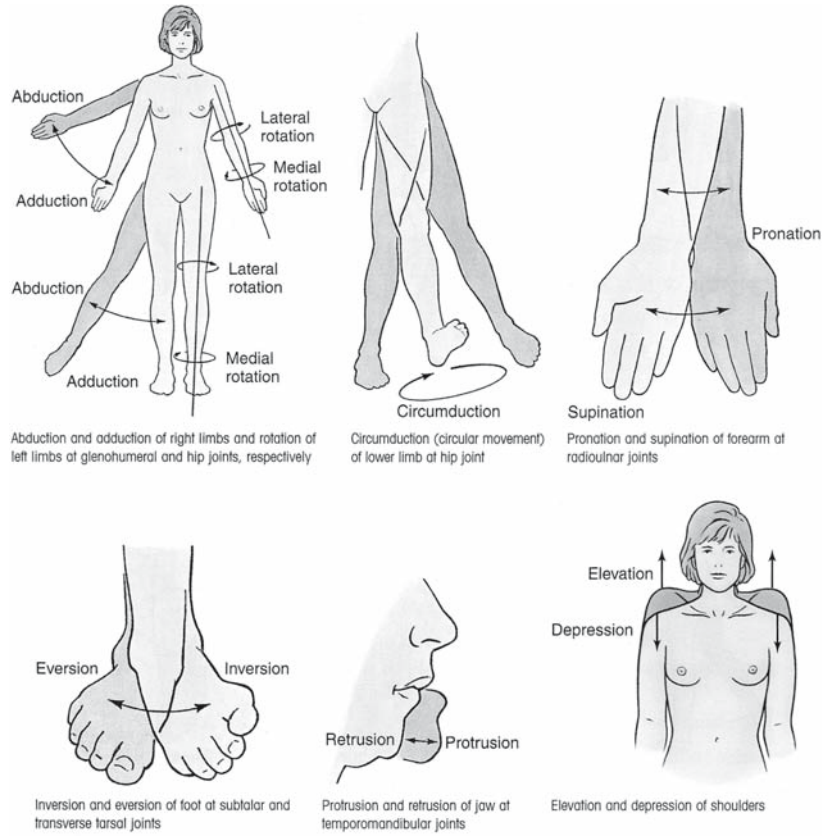 Abduction
Adduction
Abduction
Adduction
Lateral
rotation
Medial
rotation
Lateral
rotation
Medial
rotation
Abduction and adduction of right limbs and rotation of
left limbs at glenohumeral and hip joints, respectively
Circumduction
Circumduction (circular movement)
of lower limb at hip joint
Pronation
Supination
Pronation and supination of forearm at
radioulnar joints
Eversion
Inversion
Inversion and eversion of foot at subtalar and
transverse tarsal joints
Retrusion
Protrusion
Protrusion and retrusion of jaw at
temporomandibular joints
Elevation
Depression
Elevation and depression of shoulders